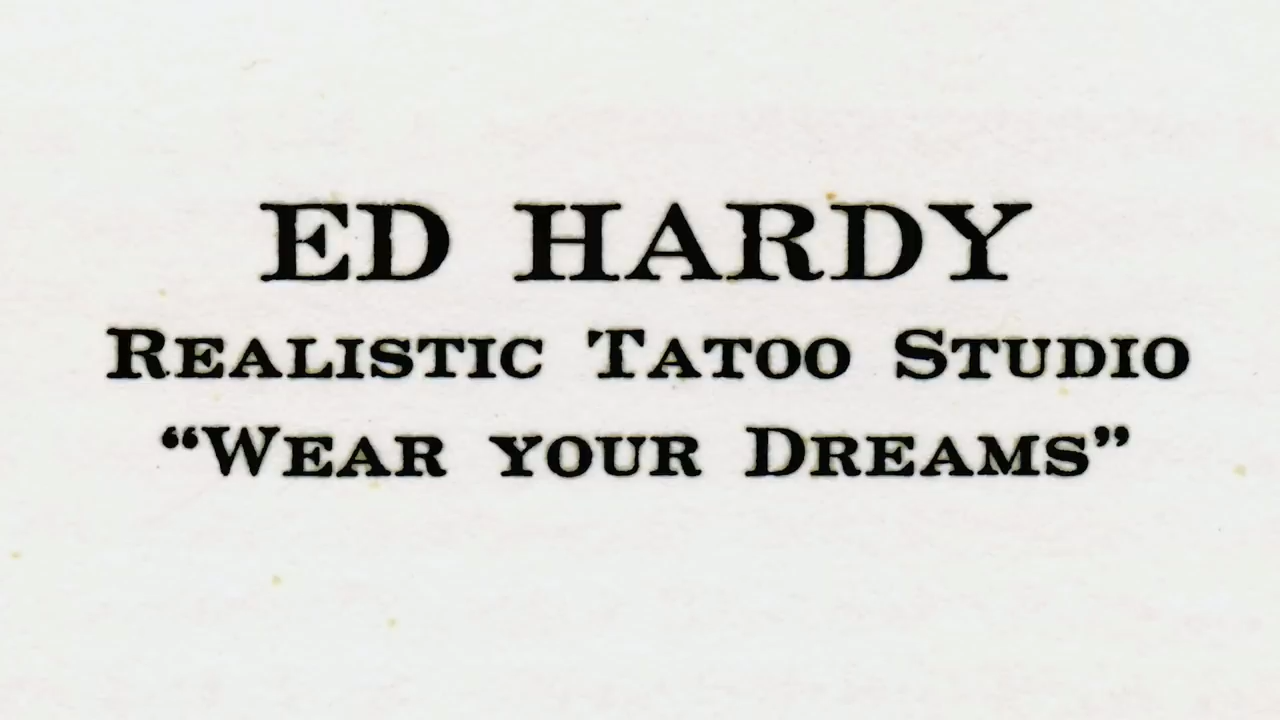 ED HARDY
REALISTIC TATOO STUDIO
“WEAR YOUR DREAMS”